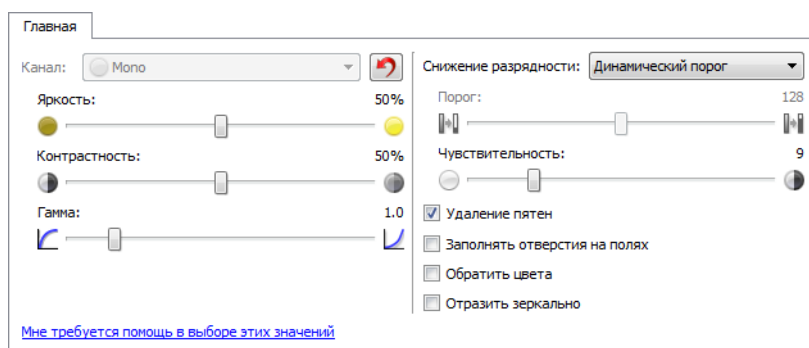 Главная
Канал: Mono
Яркость: 50%
Контрастность: 50%
Гамма: 1.0
Мне требуется помощь в выборе этих значений
Снижение разрядности: Динамический порог
Порог: 128
Чувствительность: 9
Удаление пятен
Заполнять отверстия на полях
Обратить цвета
Отразить зеркально